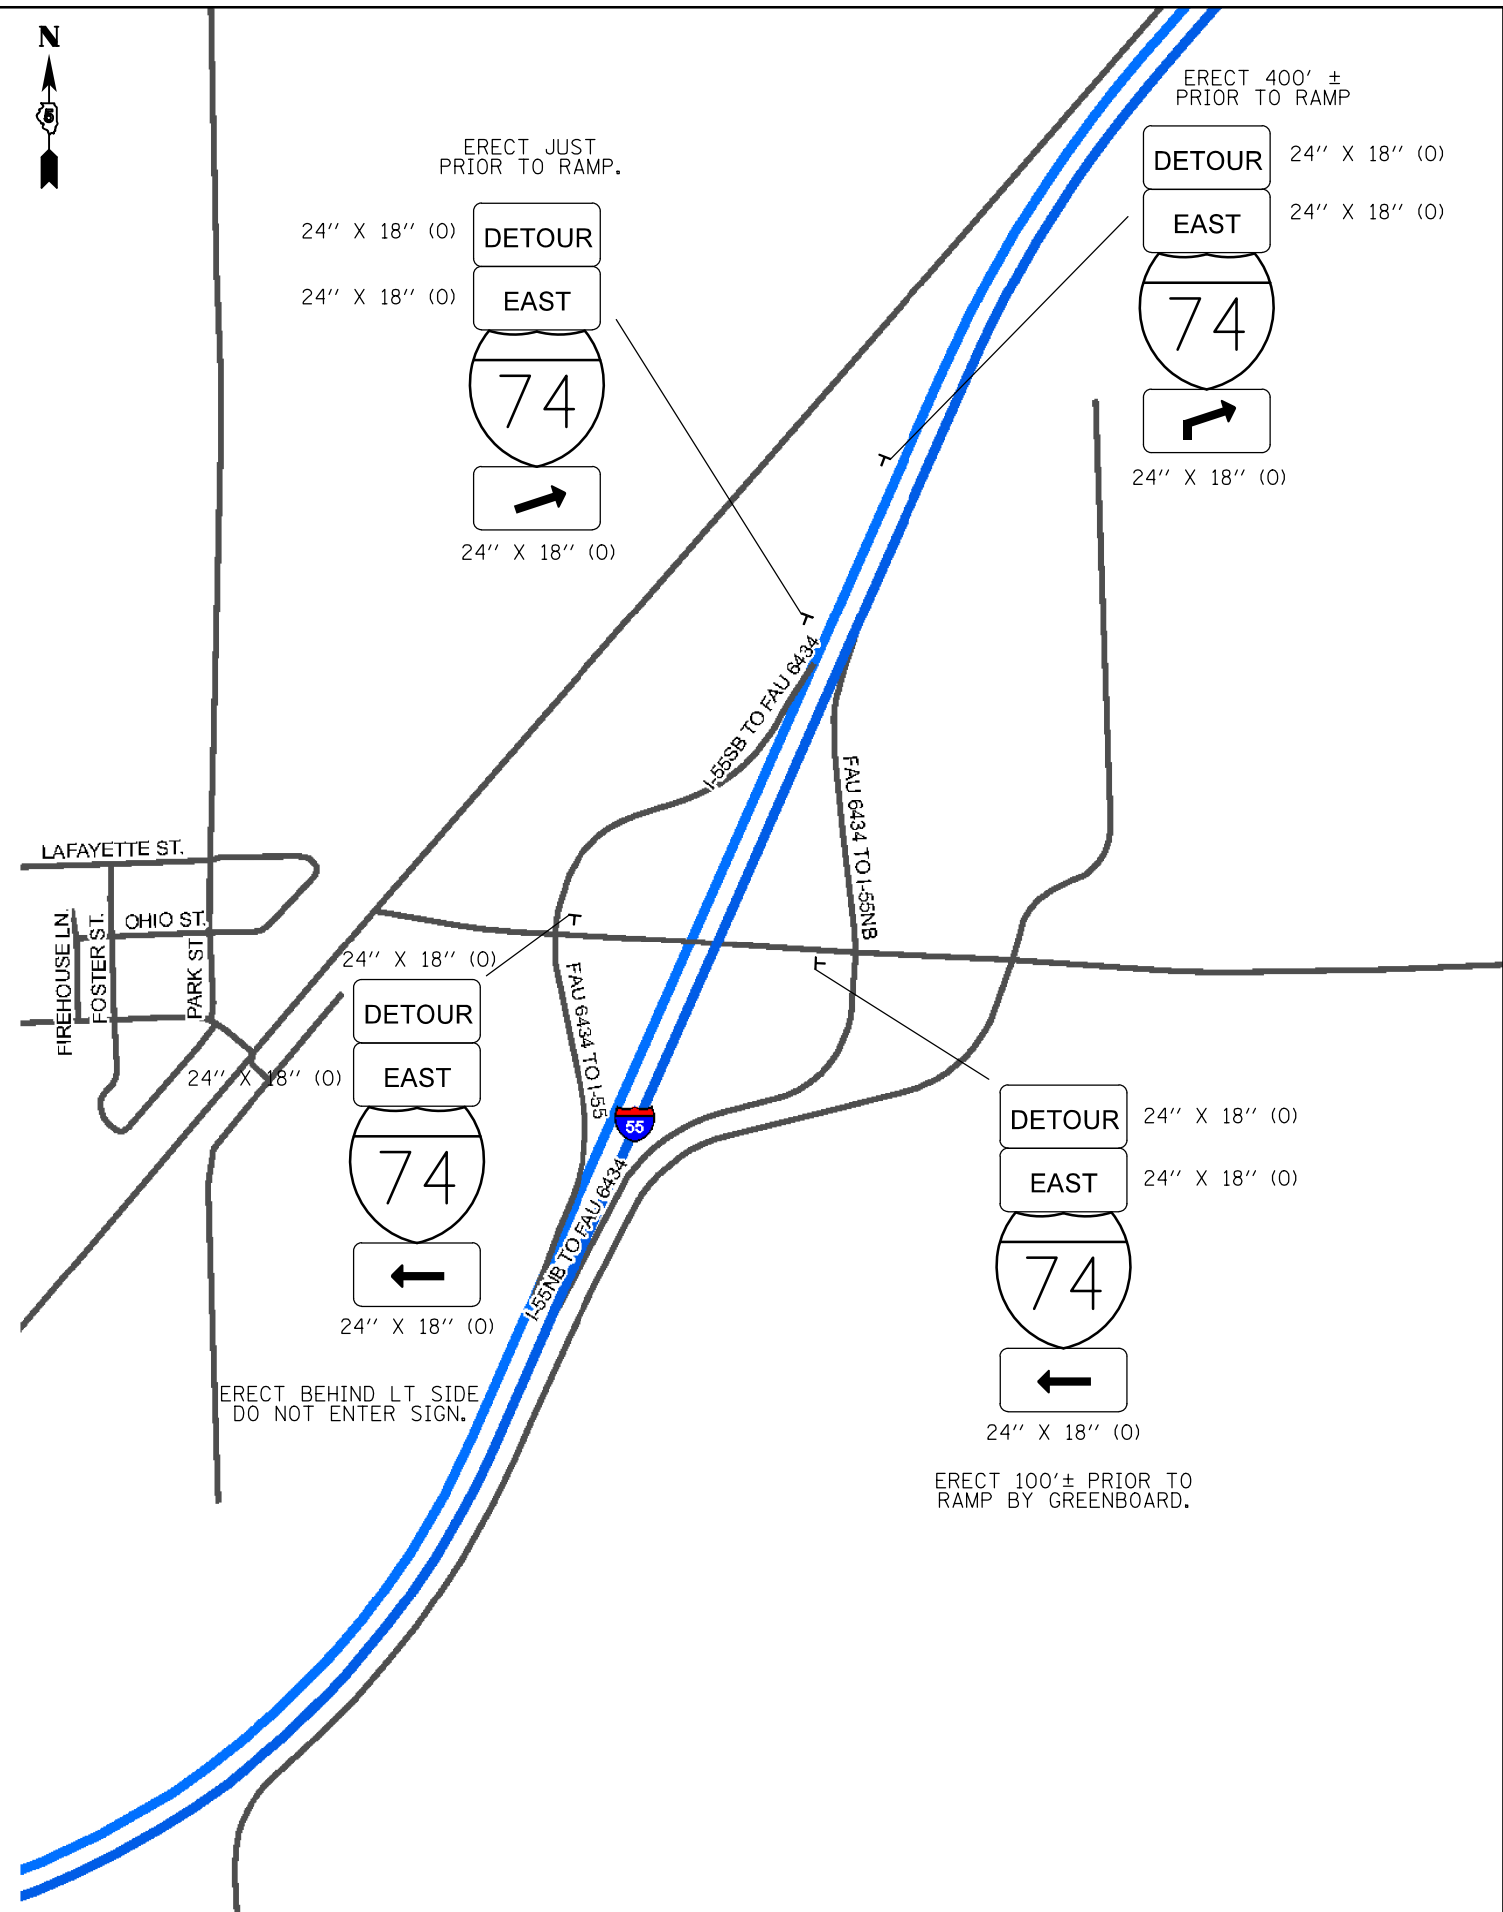 N
5
ERECT JUST
PRIOR TO RAMP.
24" X 18" (O)
DETOUR
24" X 18" (O)
EAST
74
24" X 18" (O)
ERECT 400' ±
PRIOR TO RAMP
DETOUR
24" X 18" (O)
EAST
24" X 18" (O)
74
24" X 18" (O)
I-55SB TO FAU 6434
FAU 6434 TO I-55NB
LAFAYETTE ST.
OHIO ST.
FIREHOUSE LN.
FOSTER ST.
PARK ST
24" X 18" (O)
DETOUR
24" X 18" (O)
EAST
74
24" X 18" (O)
ERECT BEHIND LT SIDE
DO NOT ENTER SIGN.
FAU 6434 TO I-55
55
I-55NB TO FAU 6434
DETOUR
24" X 18" (O)
EAST
24" X 18" (O)
74
24" X 18" (O)
ERECT 100'± PRIOR TO
RAMP BY GREENBOARD.